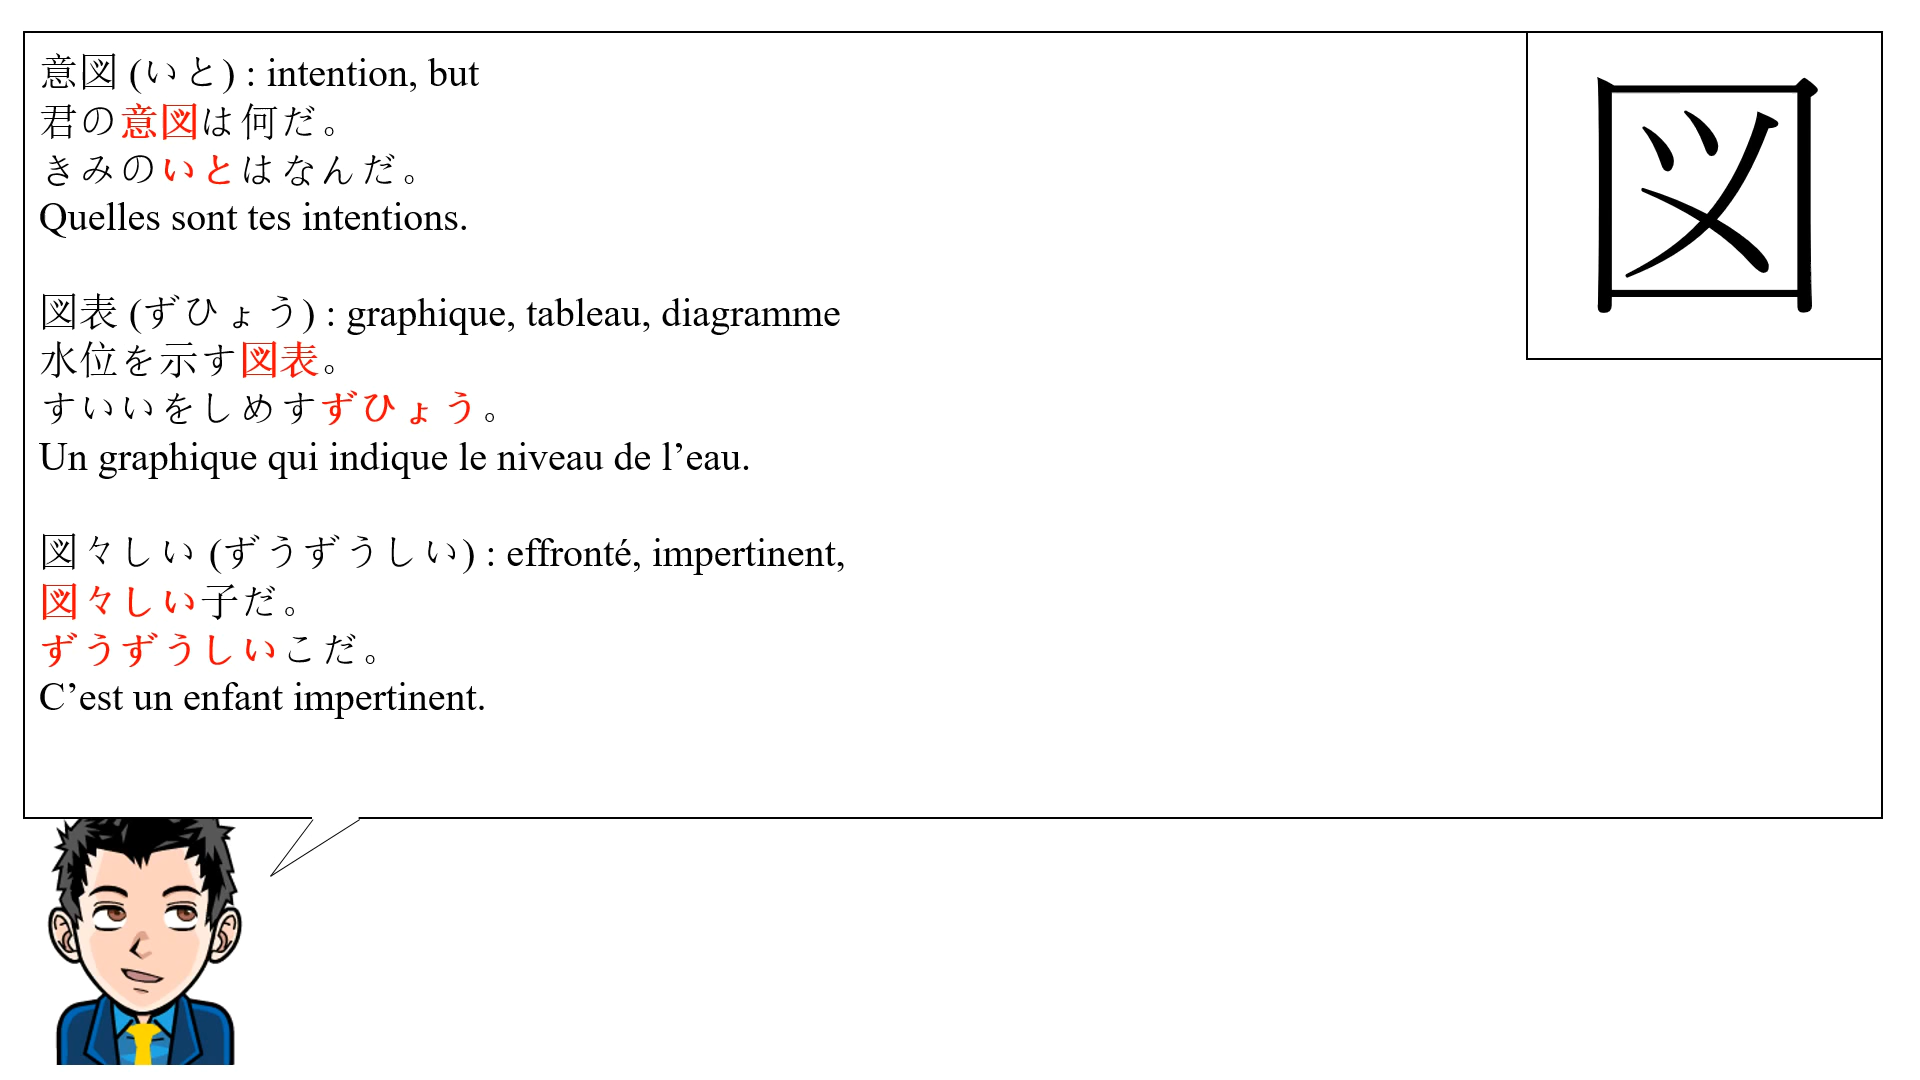 意図 (いと) : intention, but
君の意図は何だ。
きみのいとはなんだ。
Quelles sont tes intentions.
図表 (ずひょう) : graphique, tableau, diagramme
水位を示す図表。
すいいをしめすずひょう。
Un graphique qui indique le niveau de l’eau.
図々しい (ずうずうしい) : effronté, impertinent,
図々しい子だ。
ずうずうしいこだ。
C’est un enfant impertinent.
図